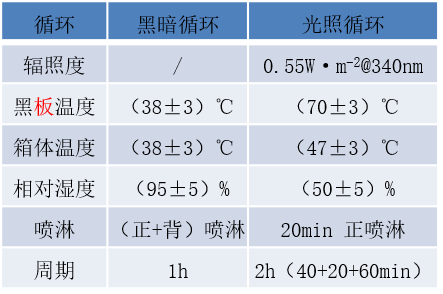 循环 黑暗循环 光照循环
辐照度 / 0.55W·m⁻²@340nm
黑板温度 (38±3)℃ (70±3)℃
箱体温度 (38±3)℃ (47±3)℃
相对湿度 (95±5)% (50±5)%
喷淋 (正+背)喷淋 20min 正喷淋
周期 1h 2h(40+20+60min)